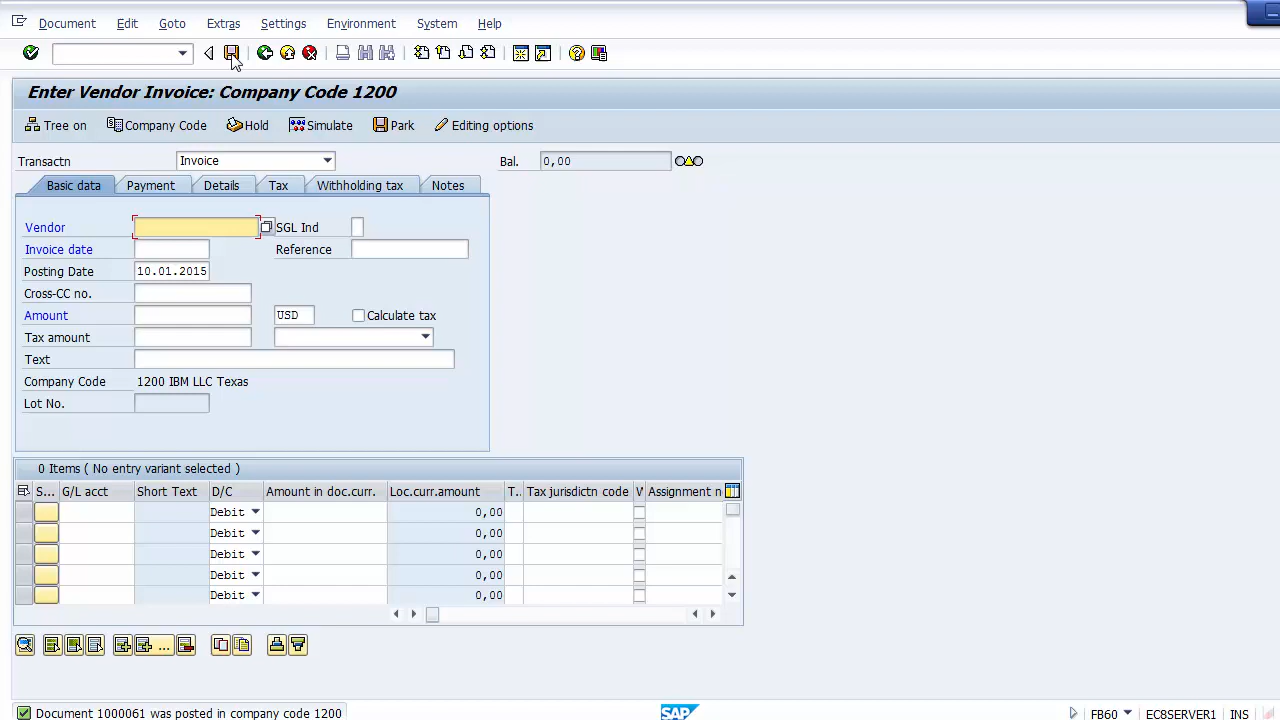 Document Edit Goto Extras Settings Environment System Help
Enter Vendor Invoice: Company Code 1200
Tree on Company Code Hold Simulate Park Editing options
Transactn Invoice Bal. 0,00
Basic data Payment Details Tax Withholding tax Notes
Vendor SGL Ind
Invoice date Reference
Posting Date 10.01.2015
Cross-CC no.
Amount USD Calculate tax
Tax amount
Text
Company Code 1200 IBM LLC Texas
Lot No.
0 Items ( No entry variant selected )
S... G/L acct Short Text D/C Amount in doc.curr. Loc.curr.amount T.. Tax jurisdictn code V Assignment n
Debit 0,00
Debit 0,00
Debit 0,00
Debit 0,00
Debit 0,00
...
Document 1000061 was posted in company code 1200 SAP FB60 EC8SERVER1 INS